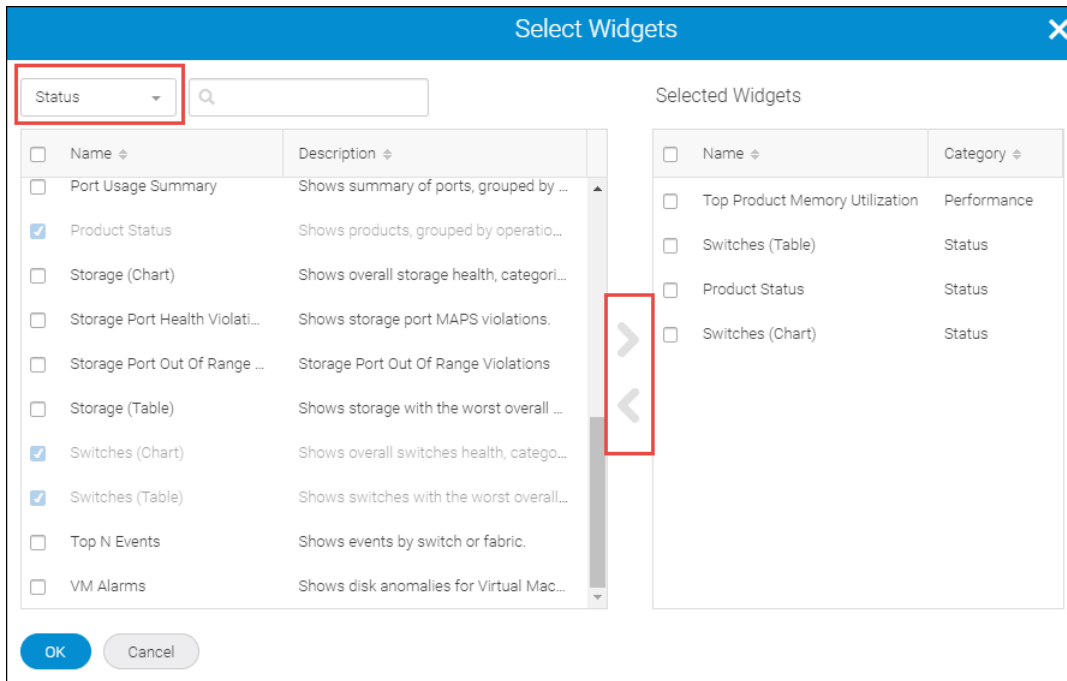 Select Widgets
Status
Selected Widgets
Name Description
Port Usage Summary Shows summary of ports, grouped by ...
Product Status Shows products, grouped by operatio...
Storage (Chart) Shows overall storage health, categori...
Storage Port Health Violati... Shows storage port MAPS violations.
Storage Port Out Of Range ... Storage Port Out Of Range Violations
Storage (Table) Shows storage with the worst overall ...
Switches (Chart) Shows overall switches health, catego...
Switches (Table) Shows switches with the worst overall...
Top N Events Shows events by switch or fabric.
VM Alarms Shows disk anomalies for Virtual Mac...
Name Category
Top Product Memory Utilization Performance
Switches (Table) Status
Product Status Status
Switches (Chart) Status
OK Cancel